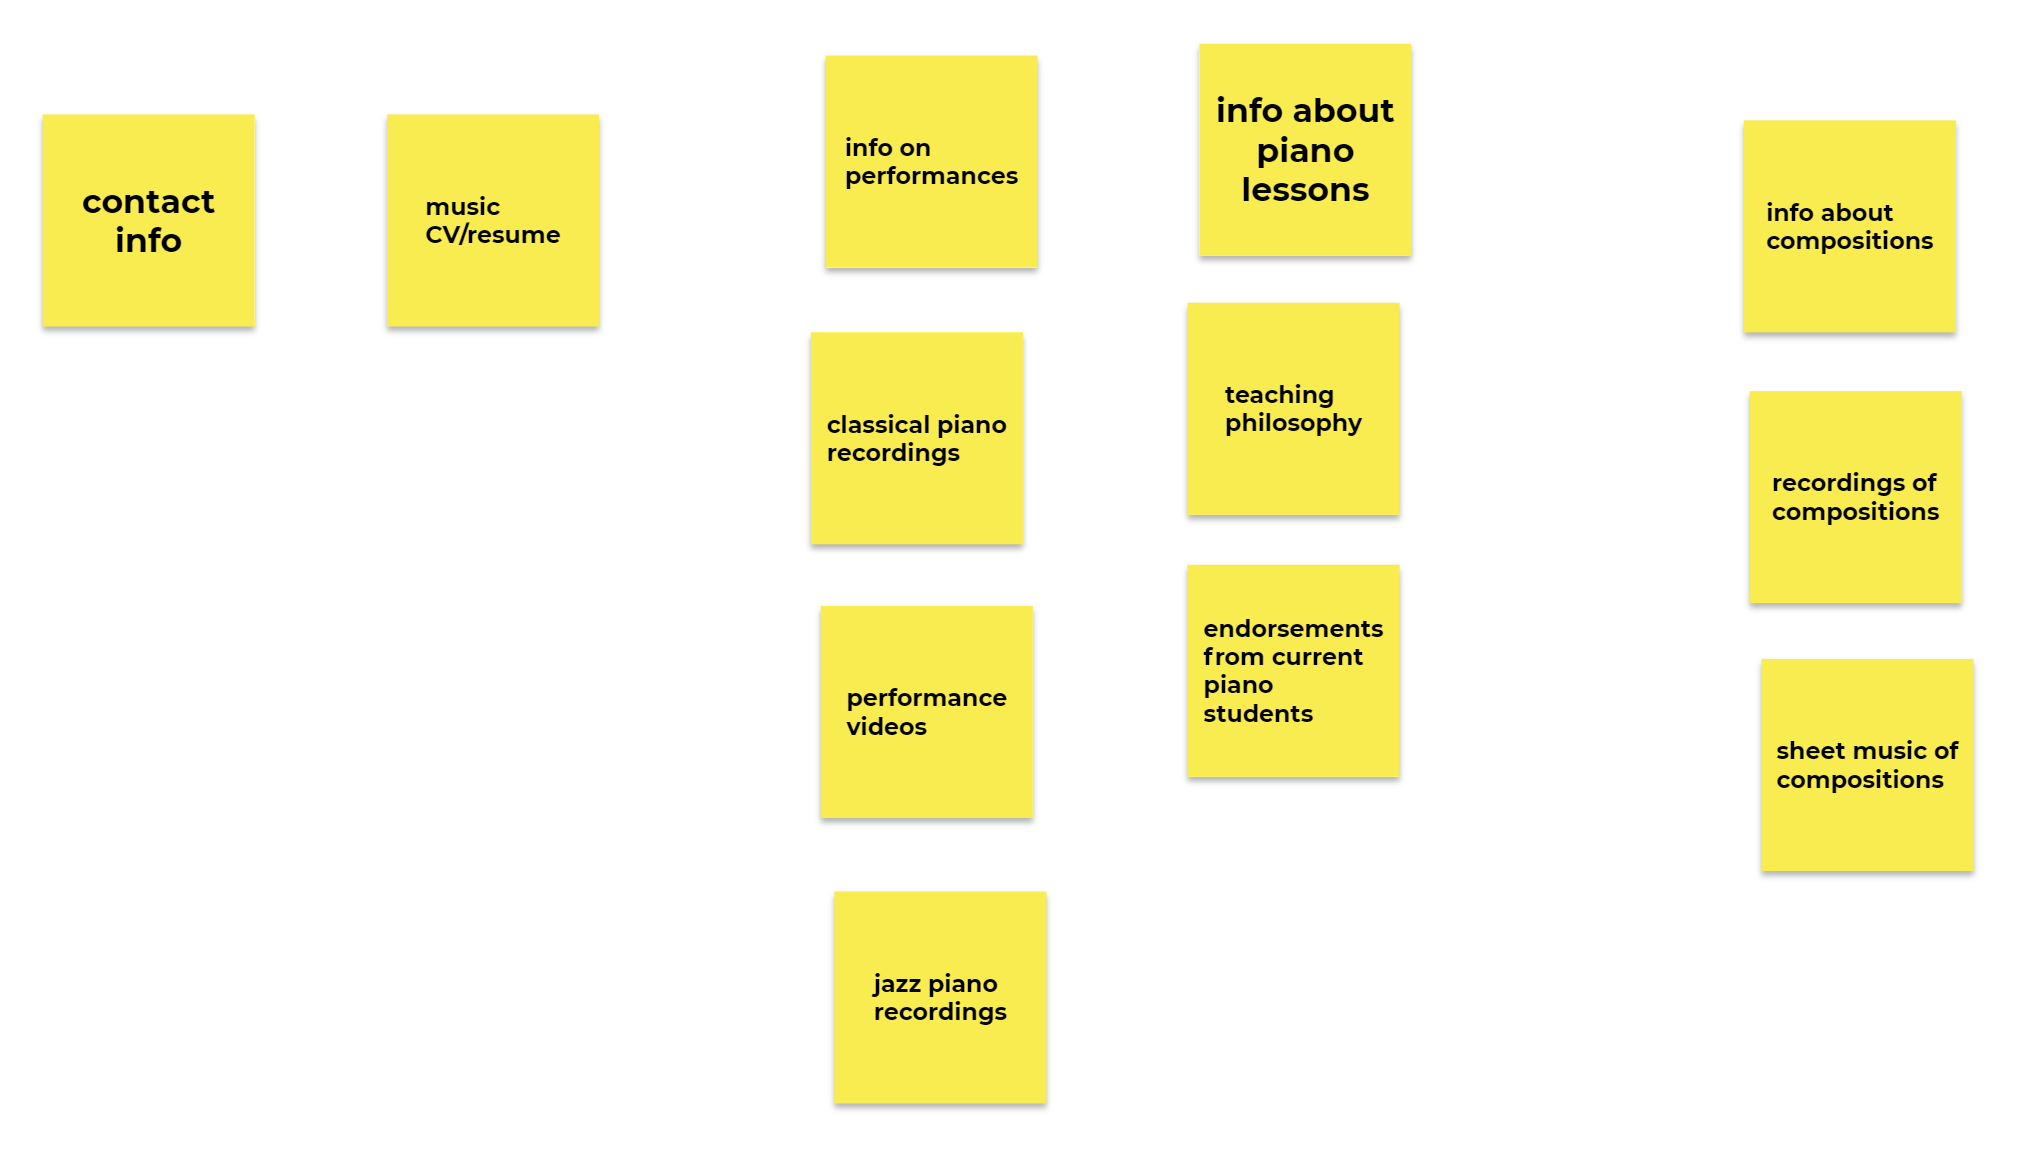 contact
info
music
CV/resume
info on
performances
classical piano
recordings
performance
videos
jazz piano
recordings
info about
piano
lessons
teaching
philosophy
endorsements
from current
piano
students
info about
compositions
recordings of
compositions
sheet music of
compositions